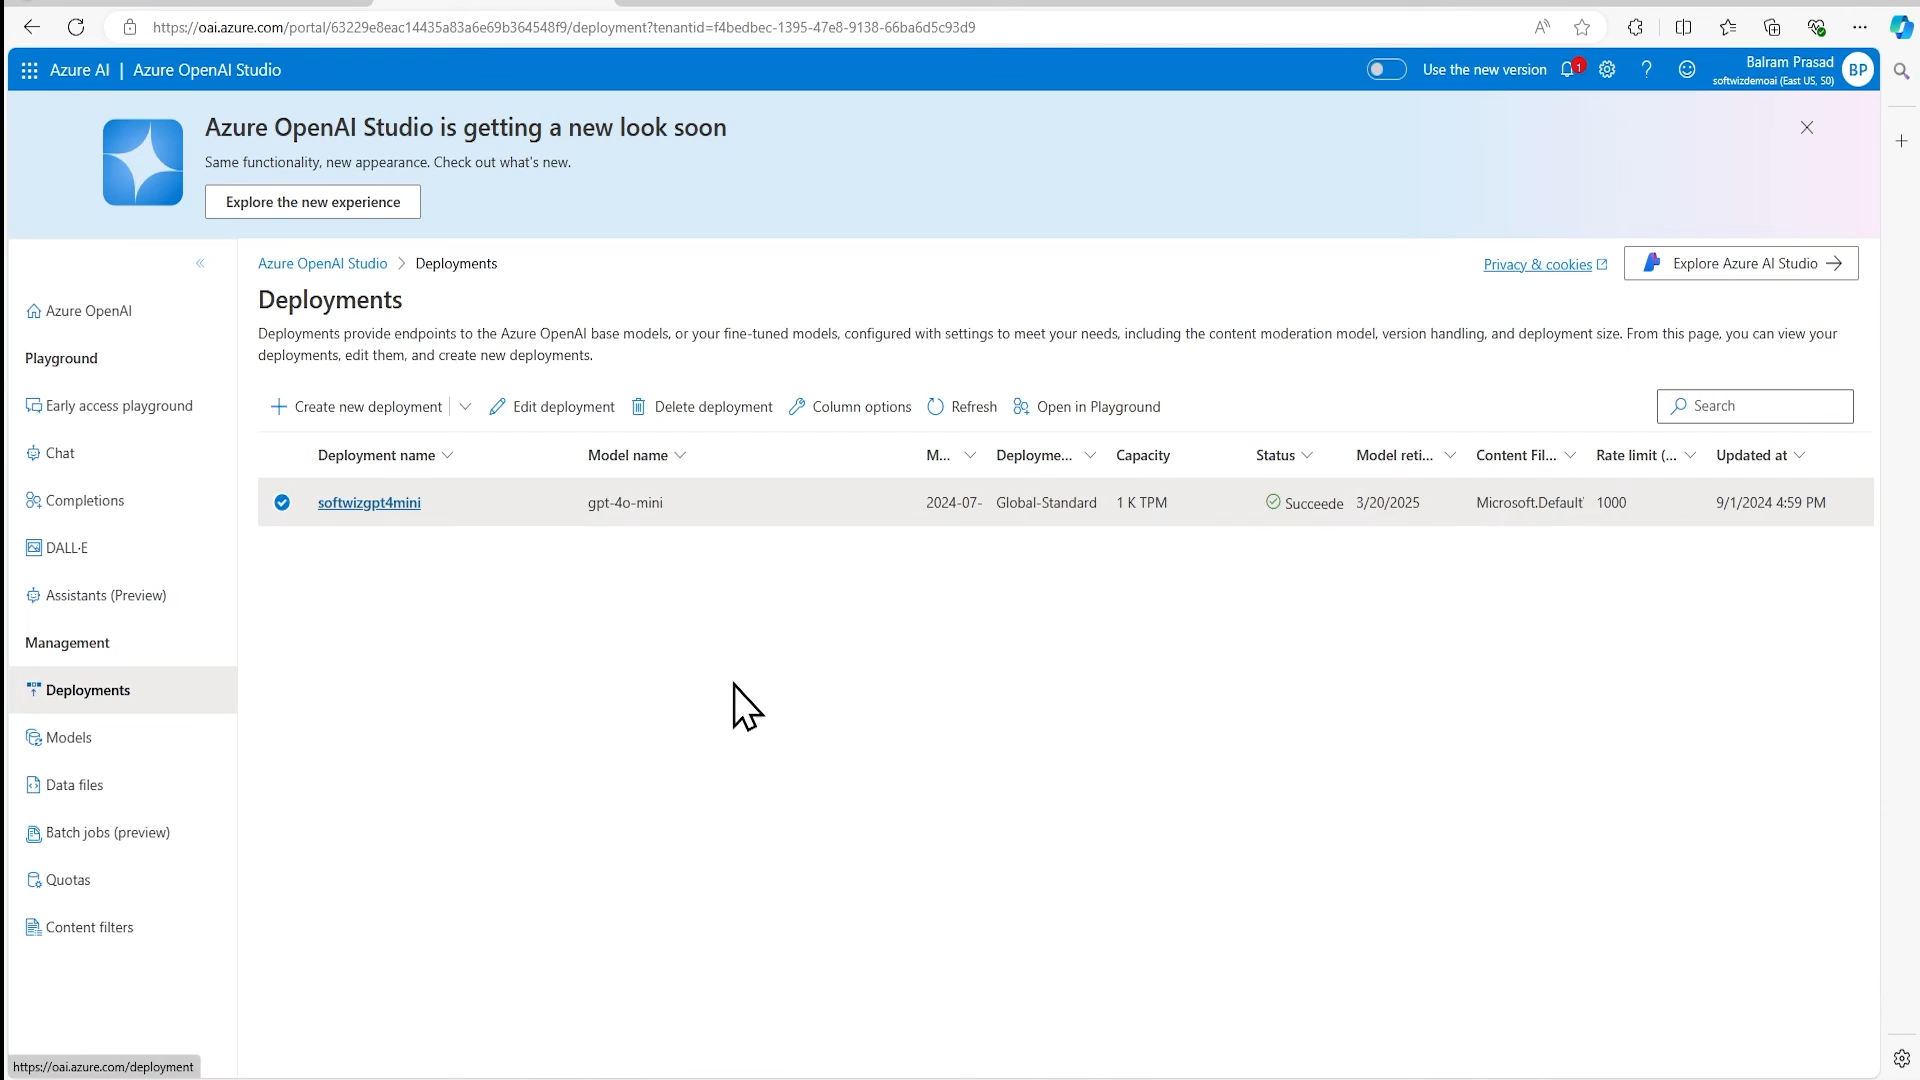 https://oai.azure.com/portal/63229e8eac14435a83a6e69b364548f9/deployment?tenantid=f4bedbec-1395-47e8-9138-66ba6d5c93d9
Azure AI | Azure OpenAI Studio
Use the new version
1
Balram Prasad
softwizdemoai (East US, S0)
BP
Azure OpenAI Studio is getting a new look soon
Same functionality, new appearance. Check out what's new.
Explore the new experience
Azure OpenAI Studio > Deployments
Privacy & cookies
Explore Azure AI Studio
Deployments
Deployments provide endpoints to the Azure OpenAI base models, or your fine-tuned models, configured with settings to meet your needs, including the content moderation model, version handling, and deployment size. From this page, you can view your
deployments, edit them, and create new deployments.
Create new deployment
Edit deployment
Delete deployment
Column options
Refresh
Open in Playground
Search
Deployment name
Model name
M...
Deployme...
Capacity
Status
Model reti...
Content Fil...
Rate limit (...
Updated at
softwizgpt4mini
gpt-4o-mini
2024-07-
Global-Standard
1 K TPM
Succeede
3/20/2025
Microsoft.Default
1000
9/1/2024 4:59 PM
Azure OpenAI
Playground
Early access playground
Chat
Completions
DALL·E
Assistants (Preview)
Management
Deployments
Models
Data files
Batch jobs (preview)
Quotas
Content filters
https://oai.azure.com/deployment